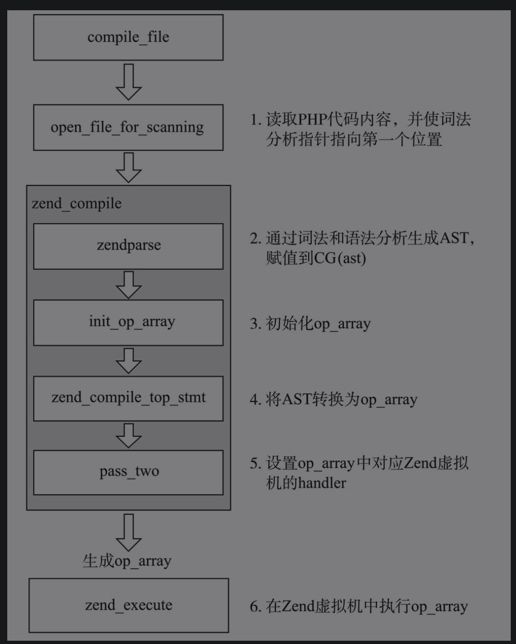 compile_file
open_file_for_scanning
1. 读取PHP代码内容，并使词法
分析指针指向第一个位置
zend_compile
zendparse
2. 通过词法和语法分析生成AST，
赋值到CG(ast)
init_op_array
3. 初始化op_array
zend_compile_top_stmt
4. 将AST转换为op_array
pass_two
5. 设置op_array中对应Zend虚拟
机的handler
生成op_array
zend_execute
6. 在Zend虚拟机中执行op_array